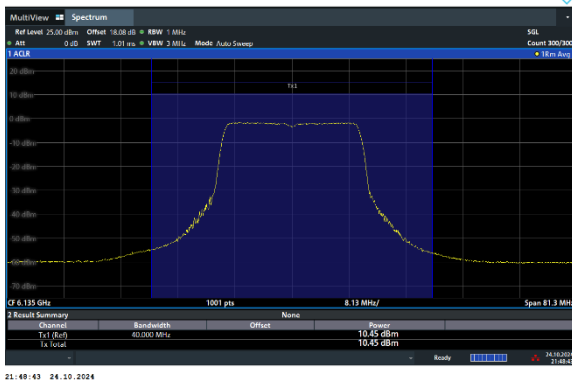 MultiView Spectrum
Ref Level 25.00 dBm Offset 18.08 dB RBW 1 MHz SGL
Att 0 dB SWT 1.01 ms VBW 3 MHz Mode Auto Sweep Count 300/300
1 ACLR 1Rm Avg
20 dBm
Tx1
10 dBm
0 dBm
-10 dBm
-20 dBm
-30 dBm
-40 dBm
-50 dBm
-60 dBm
-70 dBm
CF 6.135 GHz 1001 pts 8.13 MHz/ Span 81.3 MHz
2 Result Summary None
Channel Bandwidth Offset Power
Tx1 (Ref) 40.000 MHz 10.45 dBm
Tx Total 10.45 dBm
Ready 24.10.2024
21:48:43
21:48:43 24.10.2024